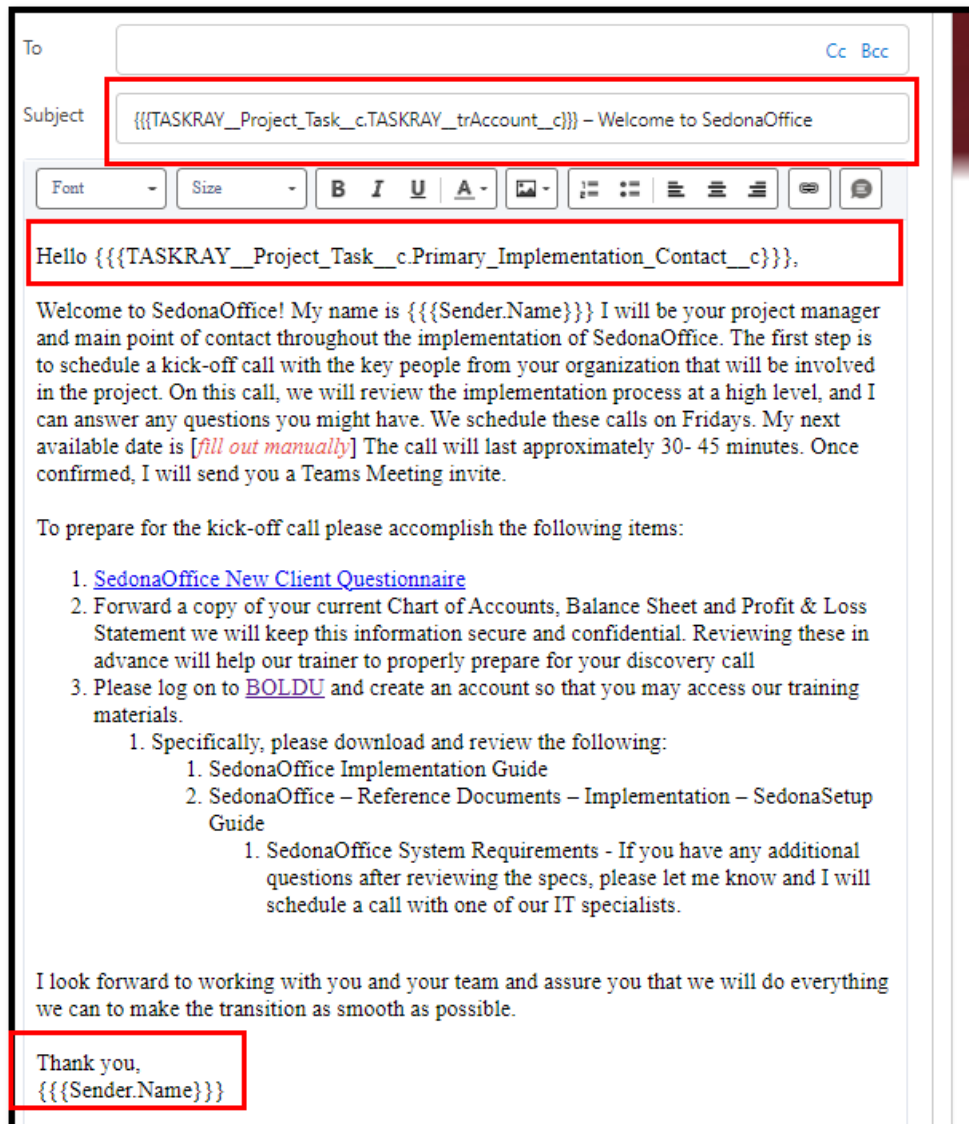 To
Cc Bcc
Subject
{{{TASKRAY__Project_Task__c.TASKRAY__trAccount__c}}} – Welcome to SedonaOffice
Font Size B I U A
Hello {{{TASKRAY__Project_Task__c.Primary_Implementation_Contact__c}}},
Welcome to SedonaOffice! My name is {{{Sender.Name}}} I will be your project manager
and main point of contact throughout the implementation of SedonaOffice. The first step is
to schedule a kick-off call with the key people from your organization that will be involved
in the project. On this call, we will review the implementation process at a high level, and I
can answer any questions you might have. We schedule these calls on Fridays. My next
available date is [fill out manually] The call will last approximately 30- 45 minutes. Once
confirmed, I will send you a Teams Meeting invite.
To prepare for the kick-off call please accomplish the following items:
1. SedonaOffice New Client Questionnaire
2. Forward a copy of your current Chart of Accounts, Balance Sheet and Profit & Loss
Statement we will keep this information secure and confidential. Reviewing these in
advance will help our trainer to properly prepare for your discovery call
3. Please log on to BOLDU and create an account so that you may access our training
materials.
1. Specifically, please download and review the following:
1. SedonaOffice Implementation Guide
2. SedonaOffice – Reference Documents – Implementation – SedonaSetup
Guide
1. SedonaOffice System Requirements - If you have any additional
questions after reviewing the specs, please let me know and I will
schedule a call with one of our IT specialists.
I look forward to working with you and your team and assure you that we will do everything
we can to make the transition as smooth as possible.
Thank you,
{{{Sender.Name}}}